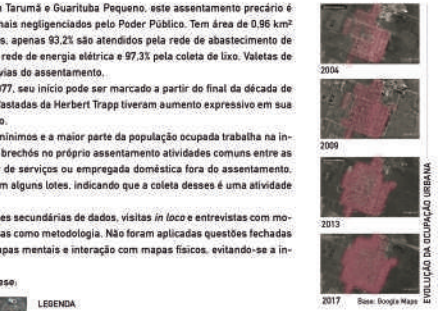 Tarumã e Guarituba Pequeno, este assentamento precário é
nais negligenciados pelo Poder Público. Tem área de 0,96 km²
s, apenas 93,2% são atendidos pela rede de abastecimento de
rede de energia elétrica e 97,3% pela coleta de lixo. Valetas de
vias do assentamento.
77, seu início pode ser marcado a partir do final da década de
fastadas da Herbert Trapp tiveram aumento expressivo em sua
o.
mínimos e a maior parte da população ocupada trabalha na in-
brechós no próprio assentamento atividades comuns entre as
de serviços ou empregada doméstica fora do assentamento.
m alguns lotes, indicando que a coleta desses é uma atividade
es secundárias de dados, visitas in loco e entrevistas com mo-
as como metodologia. Não foram aplicadas questões fechadas
apas mentais e interação com mapas físicos, evitando-se a in-
ese:
LEGENDA
2004
2009
2013
2017
Base: Google Maps
EVOLUÇÃO DA OCUPAÇÃO URBANA